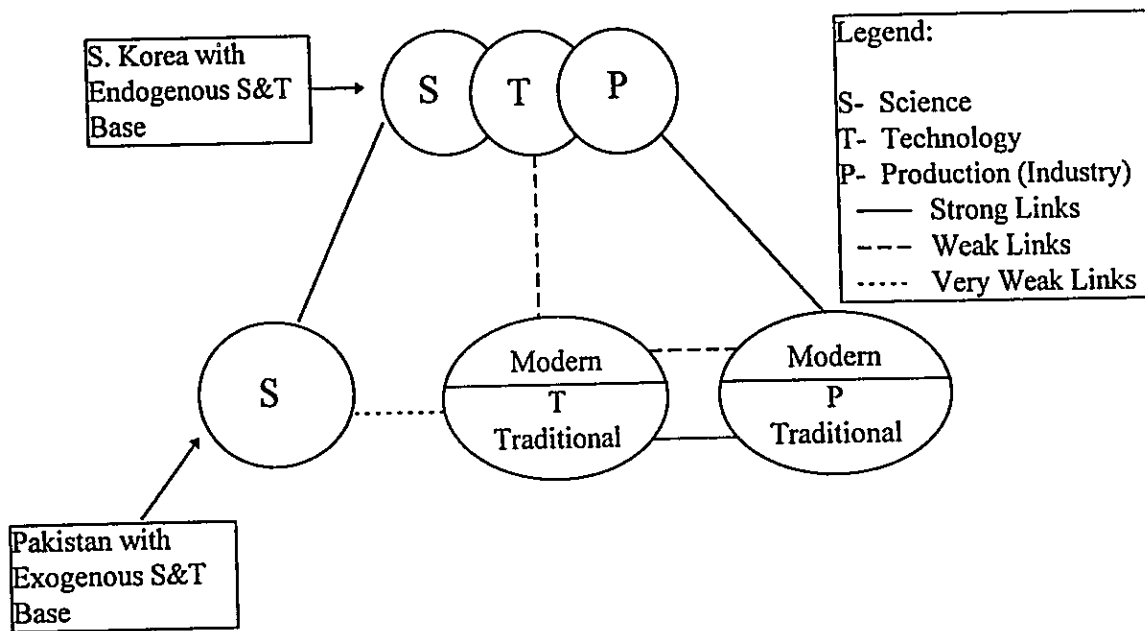 S. Korea with
Endogenous S&T
Base
S
T
P
Legend:
S- Science
T- Technology
P- Production (Industry)
Strong Links
Weak Links
Very Weak Links
S
Modern
T
Traditional
Modern
P
Traditional
Pakistan with
Exogenous S&T
Base